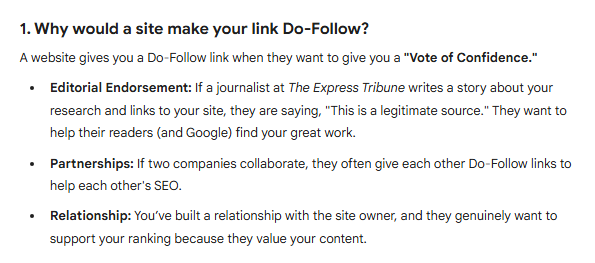 1. Why would a site make your link Do-Follow?
A website gives you a Do-Follow link when they want to give you a "Vote of Confidence."
• Editorial Endorsement: If a journalist at The Express Tribune writes a story about your
research and links to your site, they are saying, "This is a legitimate source." They want to
help their readers (and Google) find your great work.
• Partnerships: If two companies collaborate, they often give each other Do-Follow links to
help each other's SEO.
• Relationship: You've built a relationship with the site owner, and they genuinely want to
support your ranking because they value your content.